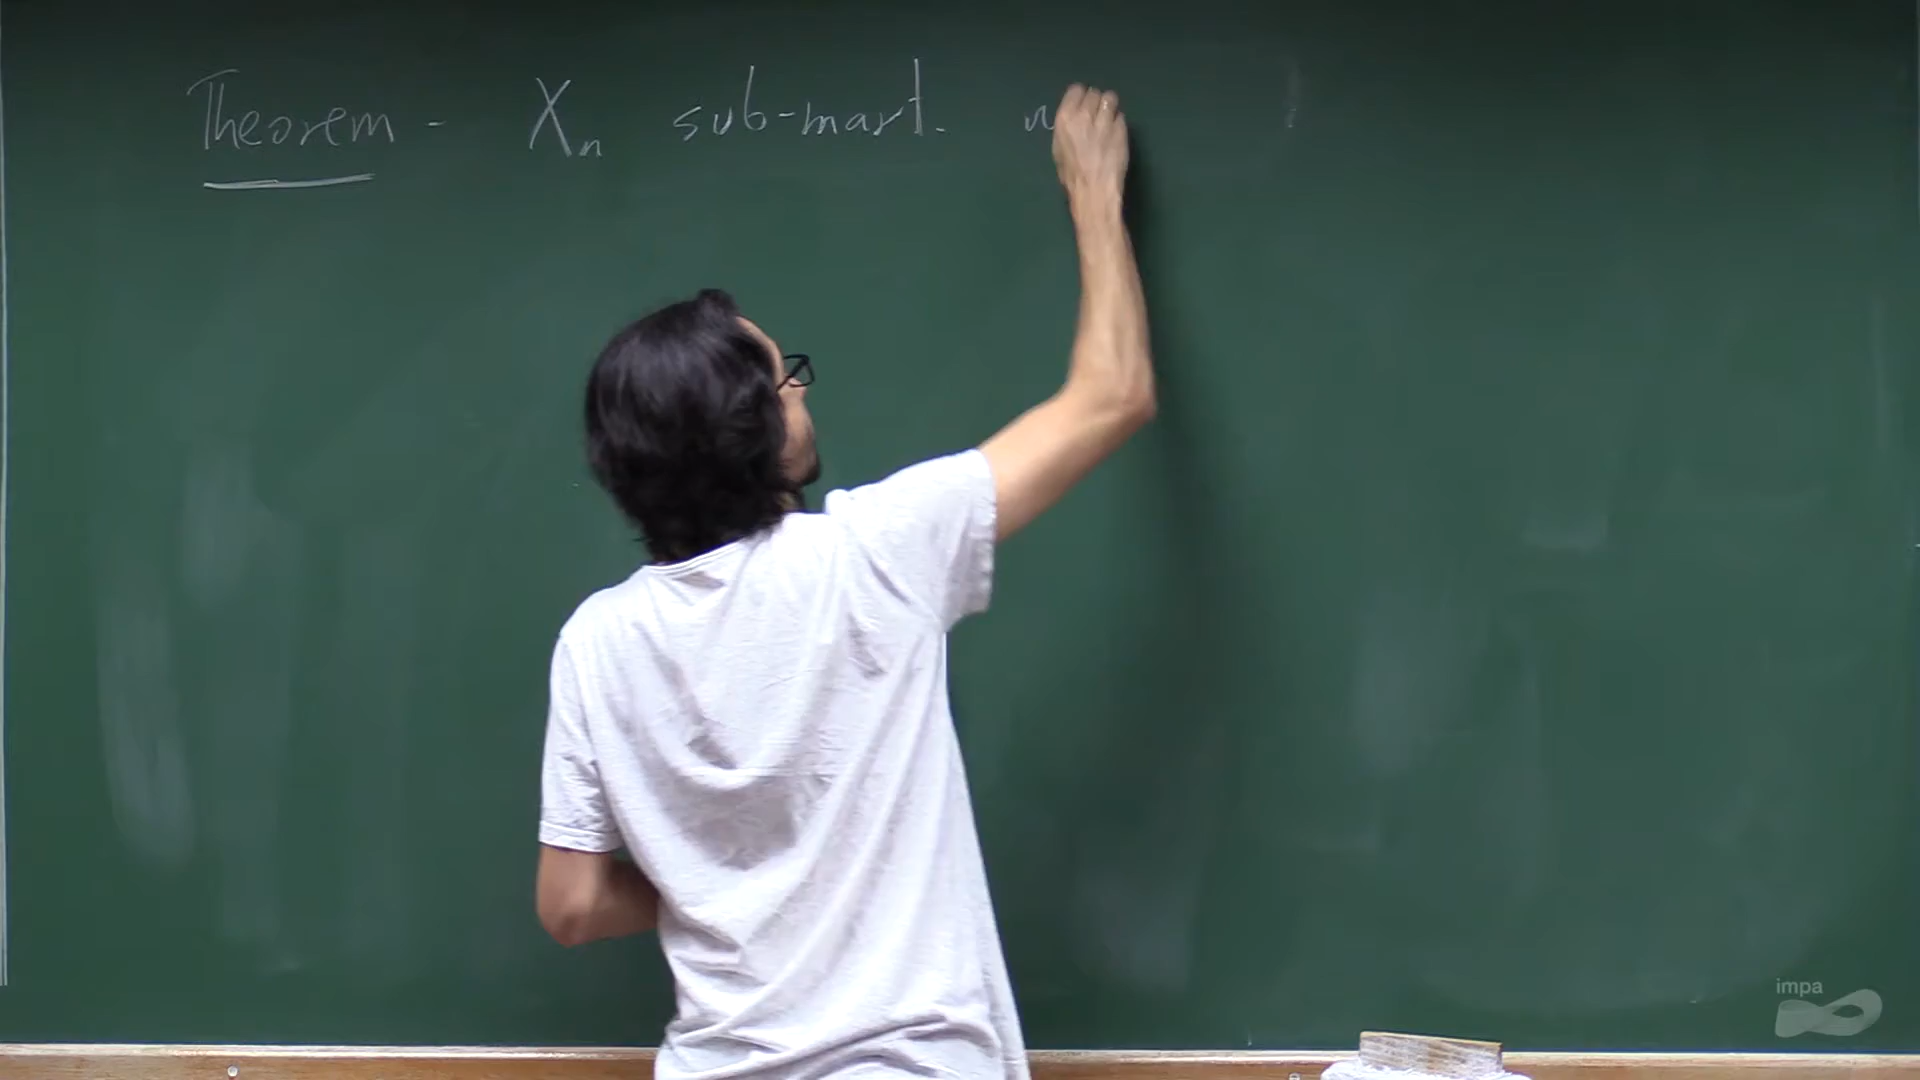 Theorem - Xₙ sub-mart.
impa